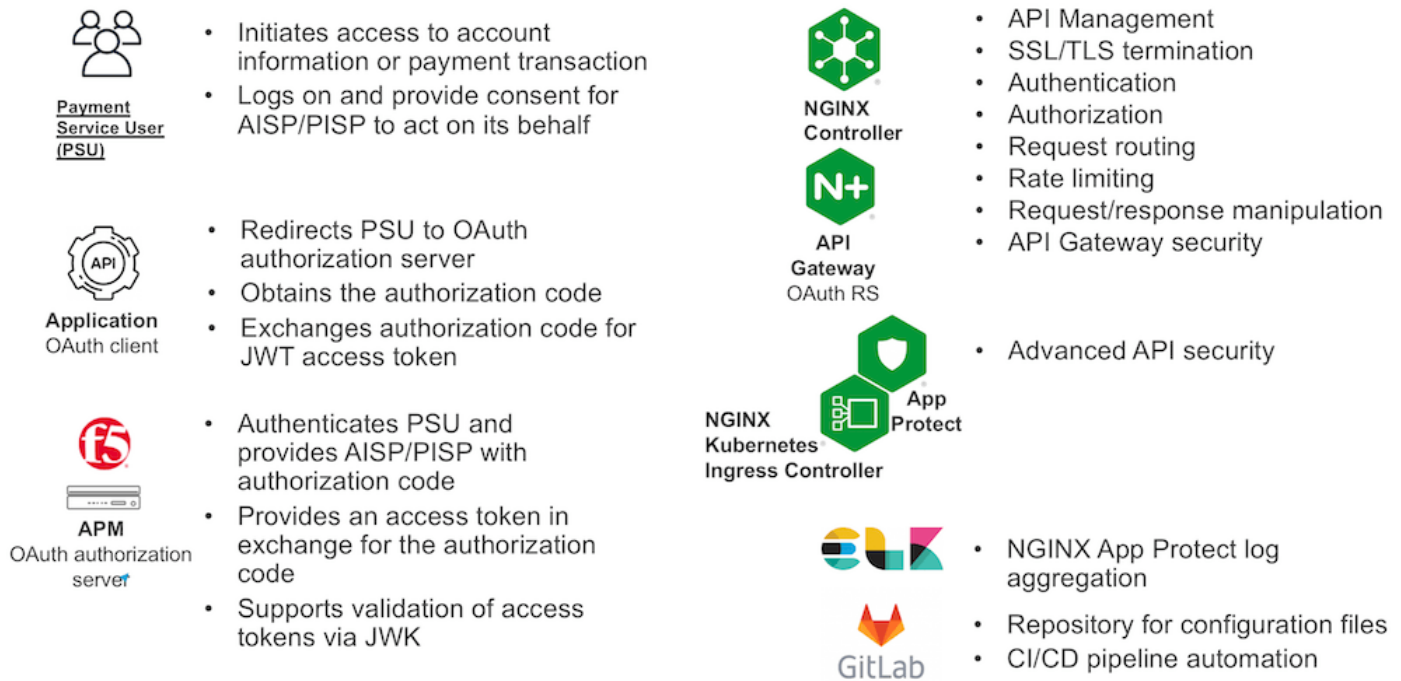 Payment
Service User
(PSU)
• Initiates access to account
information or payment transaction
• Logs on and provide consent for
AISP/PISP to act on its behalf
API
Application
OAuth client
• Redirects PSU to OAuth
authorization server
• Obtains the authorization code
• Exchanges authorization code for
JWT access token
f5
APM
OAuth authorization
server
• Authenticates PSU and
provides AISP/PISP with
authorization code
• Provides an access token in
exchange for the authorization
code
• Supports validation of access
tokens via JWK
NGINX
Controller
N+
API
Gateway
OAuth RS
• API Management
• SSL/TLS termination
• Authentication
• Authorization
• Request routing
• Rate limiting
• Request/response manipulation
• API Gateway security
App
Protect
NGINX
Kubernetes
Ingress Controller
• Advanced API security
ELK
• NGINX App Protect log
aggregation
GitLab
• Repository for configuration files
• CI/CD pipeline automation